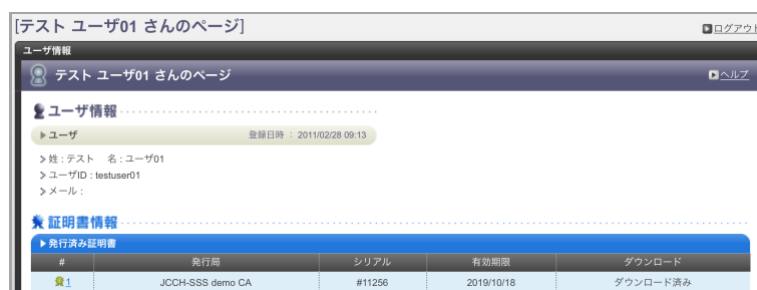 [テスト ユーザ01 さんのページ]
ログアウト
ユーザ情報
テスト ユーザ01 さんのページ
ヘルプ
ユーザ情報
ユーザ 登録日時 : 2011/02/28 09:13
姓 : テスト 名 : ユーザ01
ユーザID : testuser01
メール :
証明書情報
発行済み証明書
# 発行局 シリアル 有効期限 ダウンロード
1 JCCH-SSS demo CA #11256 2019/10/18 ダウンロード済み